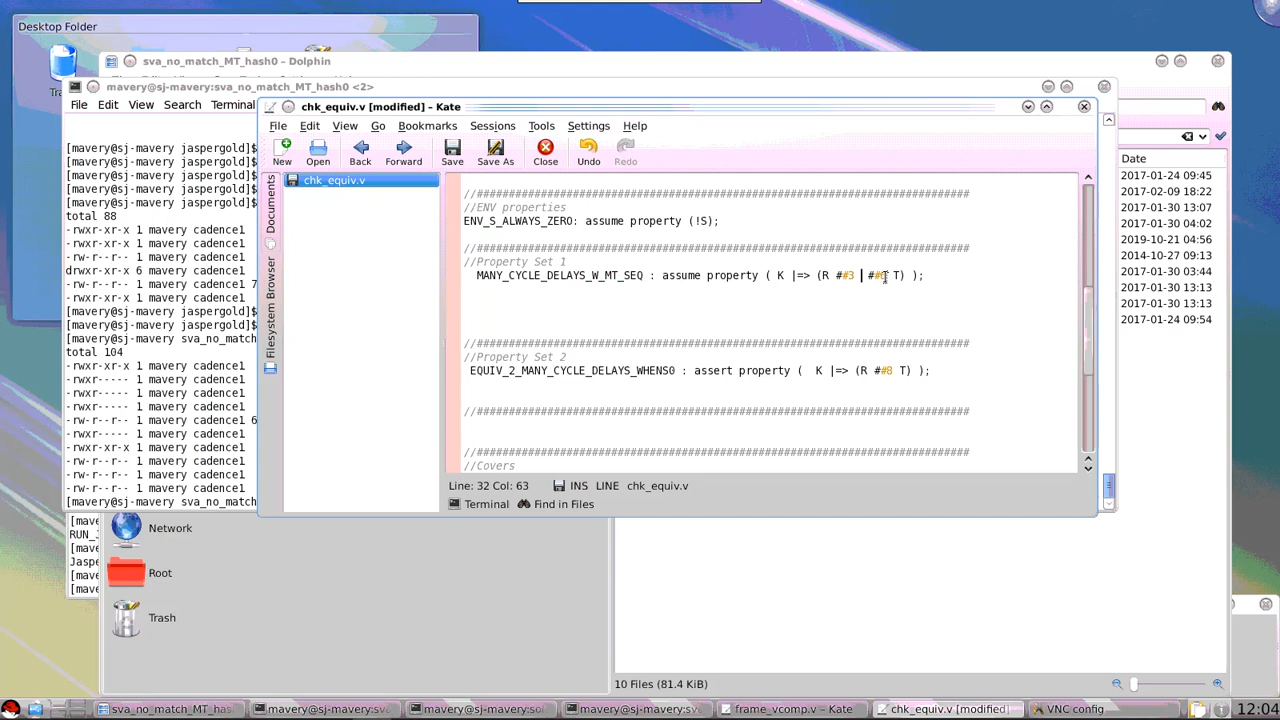 Desktop Folder
sva_no_match_MT_hash0 – Dolphin
mavery@sj-mavery:sva_no_match_MT_hash0 <2>
File Edit View Search Terminal
chk_equiv.v [modified] – Kate
File Edit View Go Bookmarks Sessions Tools Settings Help
New Open Back Forward Save Save As Close Undo Redo
Documents
Filesystem Browser
chk_equiv.v
[mavery@sj-mavery jaspergold]$
[mavery@sj-mavery jaspergold]$
[mavery@sj-mavery jaspergold]$
[mavery@sj-mavery jaspergold]$
[mavery@sj-mavery jaspergold]$
total 88
-rwxr-xr-x 1 mavery cadence1
-rw-r--r-- 1 mavery cadence1
-rw-r--r-- 1 mavery cadence1
drwxr-xr-x 6 mavery cadence1
-rw-r--r-- 1 mavery cadence1 7
[mavery@sj-mavery jaspergold]$
[mavery@sj-mavery jaspergold]$
[mavery@sj-mavery jaspergold]$
[mavery@sj-mavery sva_no_match
total 104
-rwxr-xr-x 1 mavery cadence1
-rwxr----- 1 mavery cadence1
-rwxr----- 1 mavery cadence1
-rwxr----- 1 mavery cadence1
-rw-r--r-- 1 mavery cadence1 6
-rwxr----- 1 mavery cadence1
-rwxr-xr-x 1 mavery cadence1
-rw-r--r-- 1 mavery cadence1
-rw-r--r-- 1 mavery cadence1
-rw-r--r-- 1 mavery cadence1
[mavery@sj-mavery sva_no_match
//ENV properties
ENV_S_ALWAYS_ZERO: assume property (!S);
//Property Set 1
MANY_CYCLE_DELAYS_W_MT_SEQ : assume property ( K |=> (R ##3 T) );
//Property Set 2
EQUIV_2_MANY_CYCLE_DELAYS_WHENS0 : assert property (  K |=> (R ##8 T) );
//Covers
Line: 32 Col: 63 INS LINE chk_equiv.v
Terminal Find in Files
Date
2017-01-24 09:45
2017-02-09 18:22
2017-01-30 13:07
2017-01-30 04:02
2019-10-21 04:56
2014-10-27 09:13
2017-01-30 03:44
2017-01-30 13:13
2017-01-30 13:13
2017-01-24 09:54
[mave
RUN_J
[mave
Jaspe
[mave
[mave
Network
Root
Trash
10 Files (81.4 KiB)
sva_no_match_MT_has
mavery@sj-mavery:sv
mavery@sj-mavery:sv
mavery@sj-mavery:sv
frame_vcomp.v – Kate
chk_equiv.v [modified]
VNC config
12:04